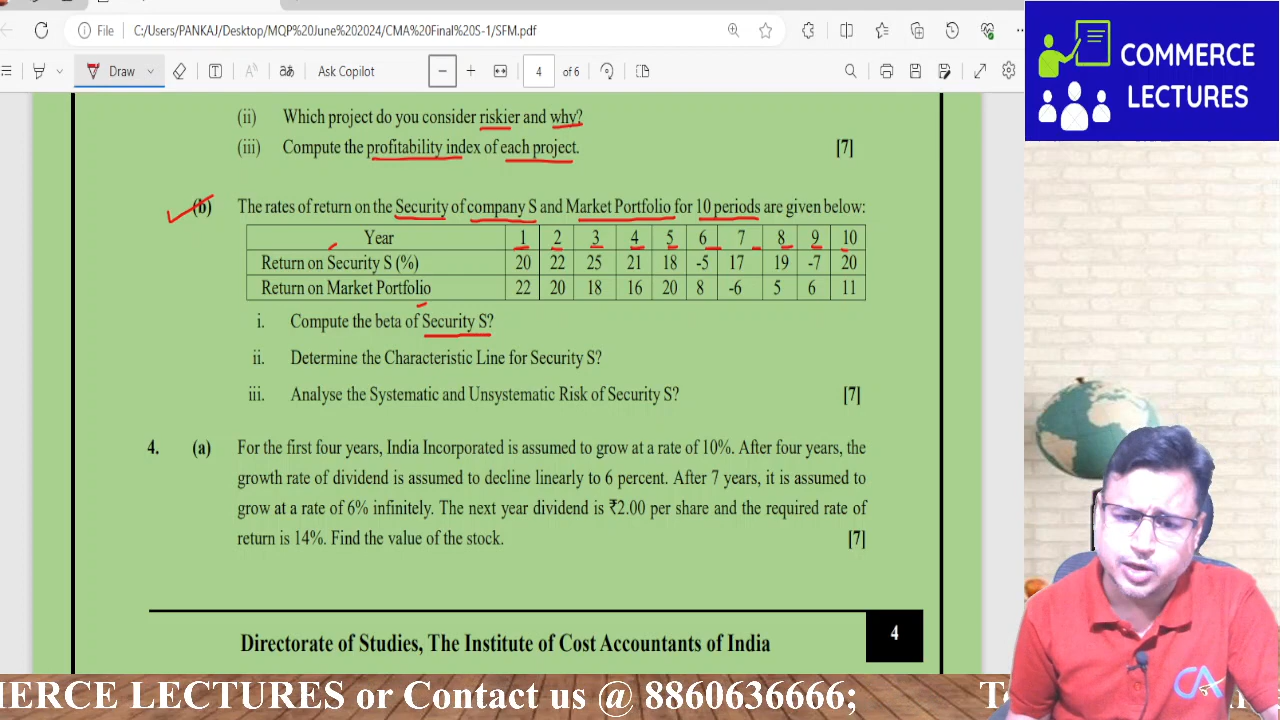 File | C:/Users/PANKAJ/Desktop/MQP%20June%202024/CMA%20Final%20S-1/SFM.pdf
Draw
Ask Copilot
4
of 6
COMMERCE
LECTURES
(ii) Which project do you consider riskier and why?
(iii) Compute the profitability index of each project. [7]
(b) The rates of return on the Security of company S and Market Portfolio for 10 periods are given below:
Year 1 2 3 4 5 6 7 8 9 10
Return on Security S (%) 20 22 25 21 18 -5 17 19 -7 20
Return on Market Portfolio 22 20 18 16 20 8 -6 5 6 11
i. Compute the beta of Security S?
ii. Determine the Characteristic Line for Security S?
iii. Analyse the Systematic and Unsystematic Risk of Security S? [7]
4. (a) For the first four years, India Incorporated is assumed to grow at a rate of 10%. After four years, the
growth rate of dividend is assumed to decline linearly to 6 percent. After 7 years, it is assumed to
grow at a rate of 6% infinitely. The next year dividend is ₹2.00 per share and the required rate of
return is 14%. Find the value of the stock. [7]
Directorate of Studies, The Institute of Cost Accountants of India
4
MERCE LECTURES or Contact us @ 8860636666;